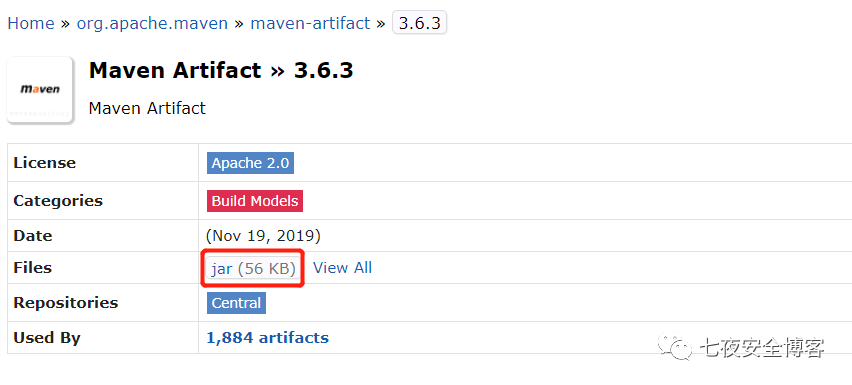 Home » org.apache.maven » maven-artifact » 3.6.3
maven
Maven Artifact » 3.6.3
Maven Artifact
License Apache 2.0
Categories Build Models
Date (Nov 19, 2019)
Files jar (56 KB) View All
Repositories Central
Used By 1,884 artifacts
七夜安全博客